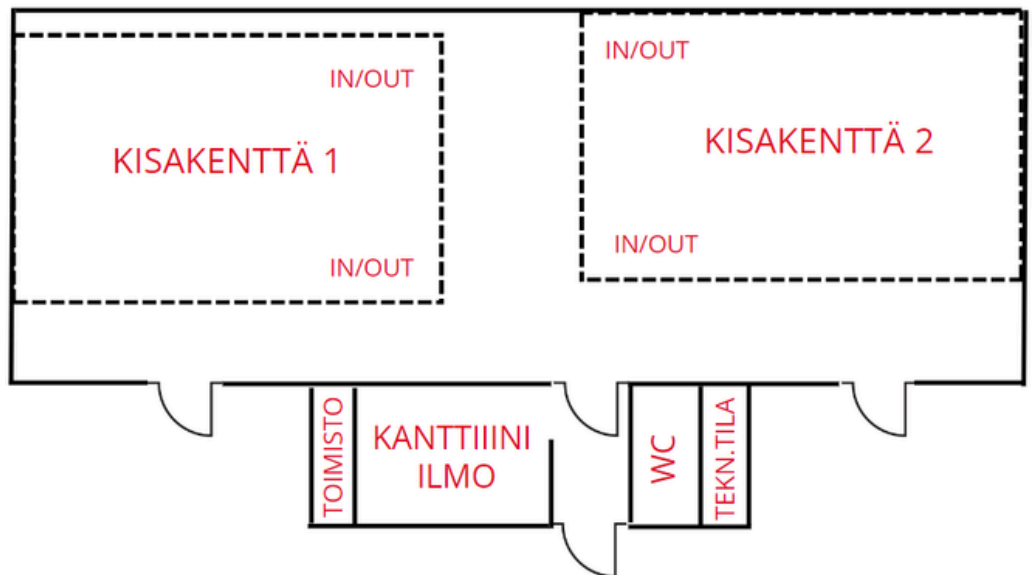 IN/OUT
IN/OUT
KISAKENTTÄ 1
KISAKENTTÄ 2
IN/OUT
IN/OUT
TOIMISTO
KANTTIIINI
ILMO
WC
TEKN.TILA